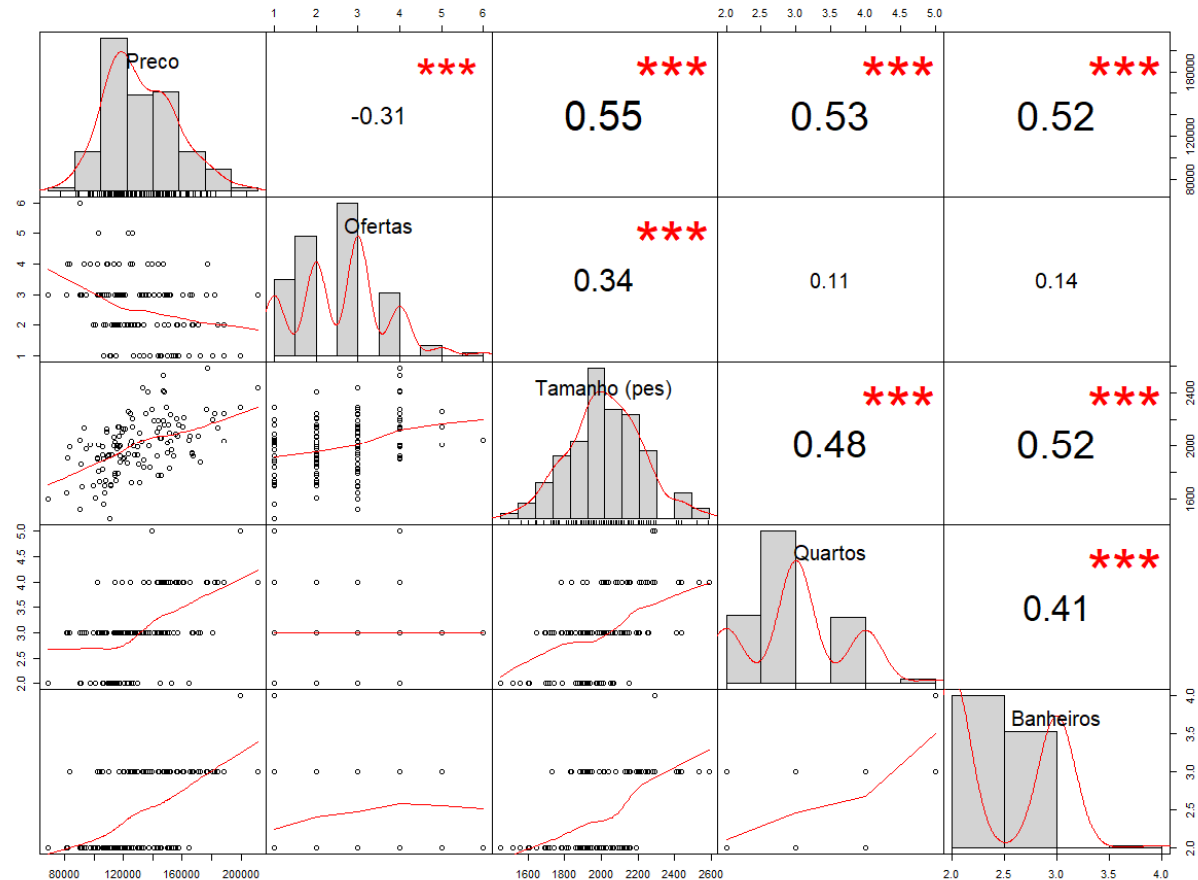 1 2 3 4 5 6 2.0 2.5 3.0 3.5 4.0 4.5 5.0
Preco *** *** *** ***
-0.31 0.55 0.53 0.52
80000 120000 180000
Ofertas ***
0.34 0.11 0.14
1 2 3 4 5 6
Tamanho (pes) *** ***
0.48 0.52
1600 2000 2400
Quartos ***
0.41
2.0 2.5 3.0 3.5 4.0 4.5 5.0
Banheiros
2.0 2.5 3.0 3.5 4.0
80000 120000 160000 200000 1600 2000 2400 2600 2.0 2.5 3.0 3.5 4.0